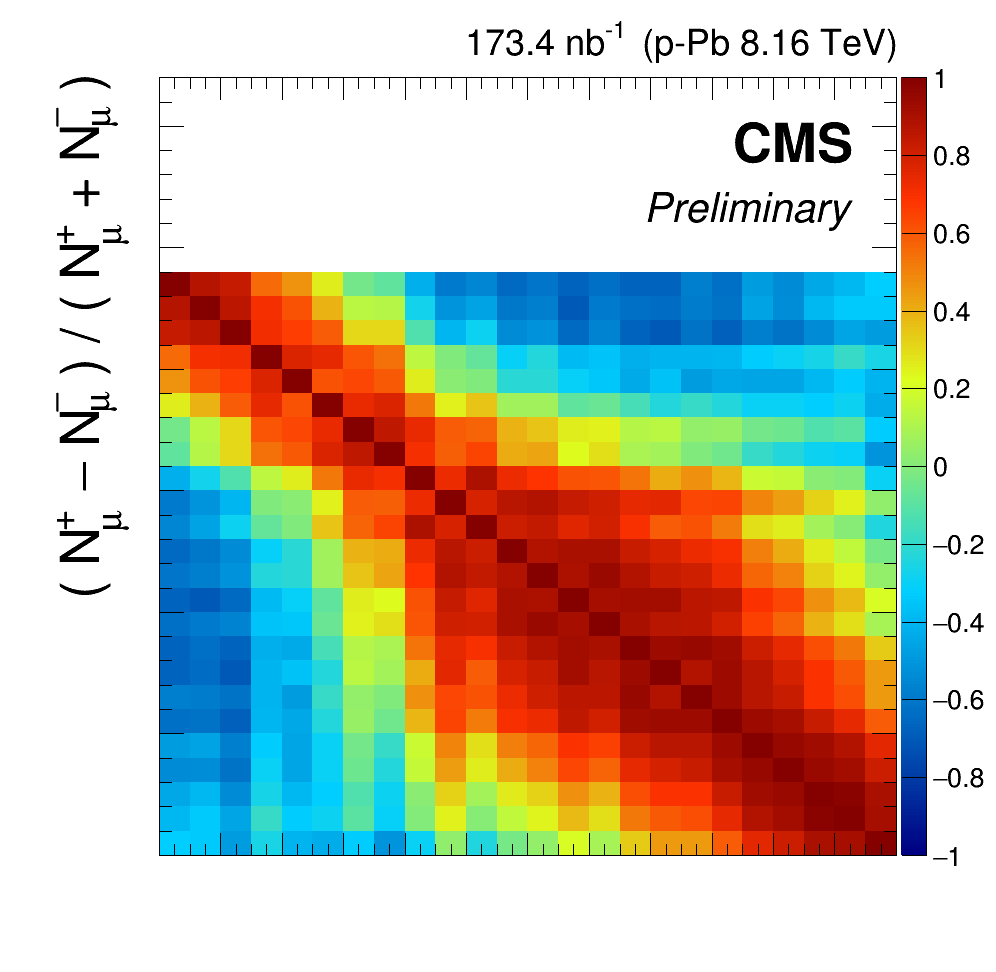 173.4 nb⁻¹ (p-Pb 8.16 TeV)
CMS
Preliminary
( N⁺μ − N⁻μ ) / ( N⁺μ + N⁻μ )
1
0.8
0.6
0.4
0.2
0
−0.2
−0.4
−0.6
−0.8
−1